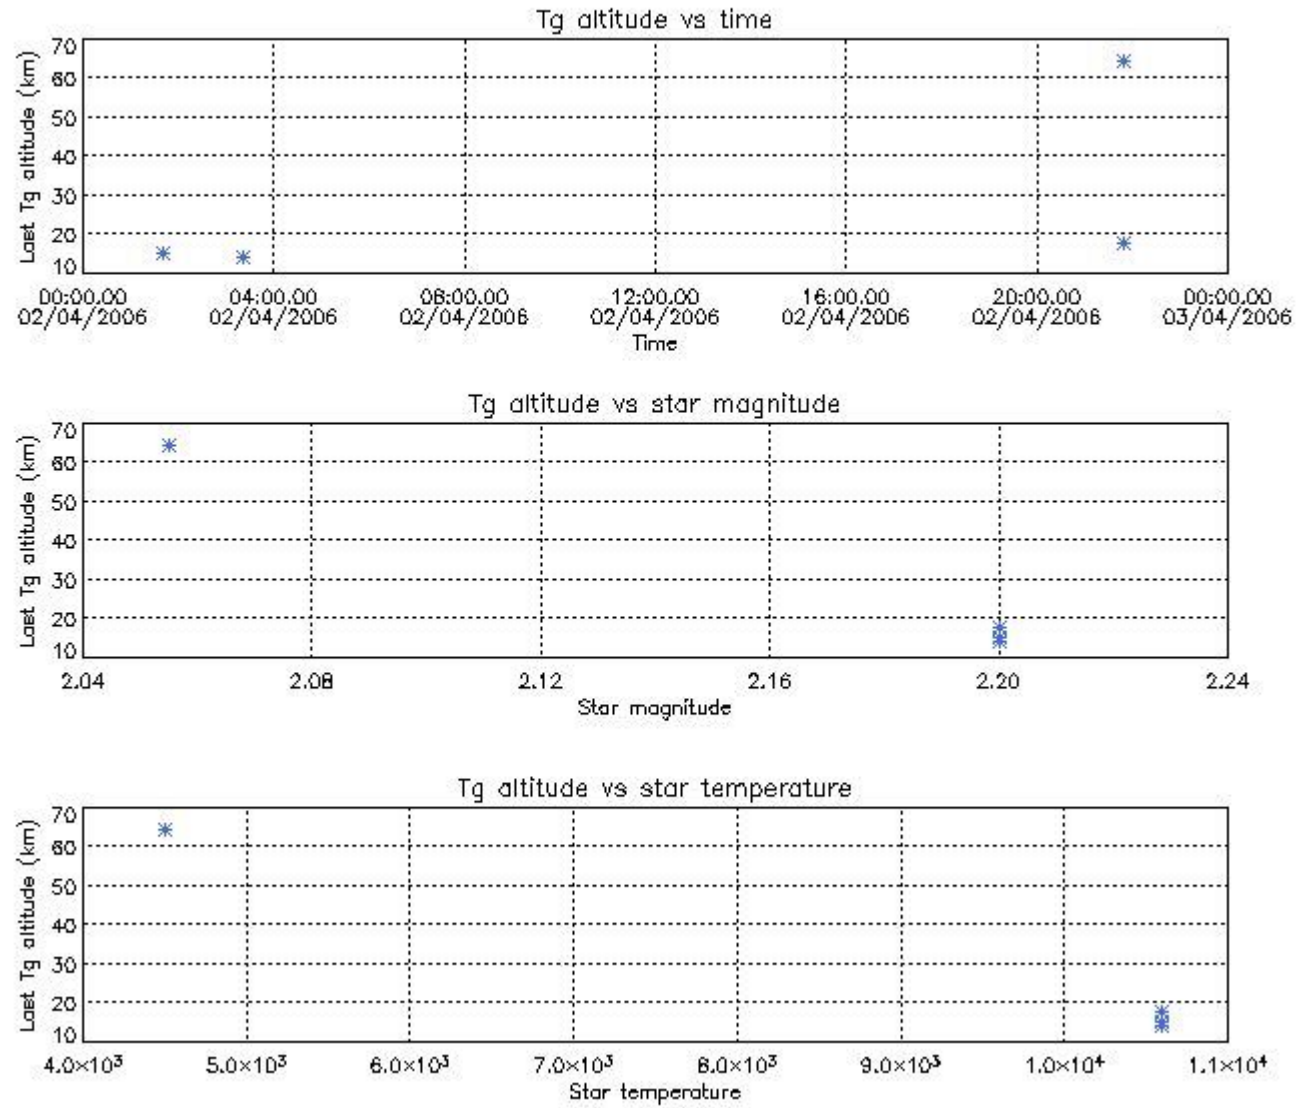 Tg altitude vs time
Last Tg altitude (km)
70
60
50
40
30
20
10
00:00.00 04:00.00 08:00.00 12:00.00 16:00.00 20:00.00 00:00.00
02/04/2006 02/04/2006 02/04/2006 02/04/2006 02/04/2006 02/04/2006 03/04/2006
Time
Tg altitude vs star magnitude
Last Tg altitude (km)
70
60
50
40
30
20
10
2.04 2.08 2.12 2.16 2.20 2.24
Star magnitude
Tg altitude vs star temperature
Last Tg altitude (km)
70
60
50
40
30
20
10
4.0×10³ 5.0×10³ 6.0×10³ 7.0×10³ 8.0×10³ 9.0×10³ 1.0×10⁴ 1.1×10⁴
Star temperature